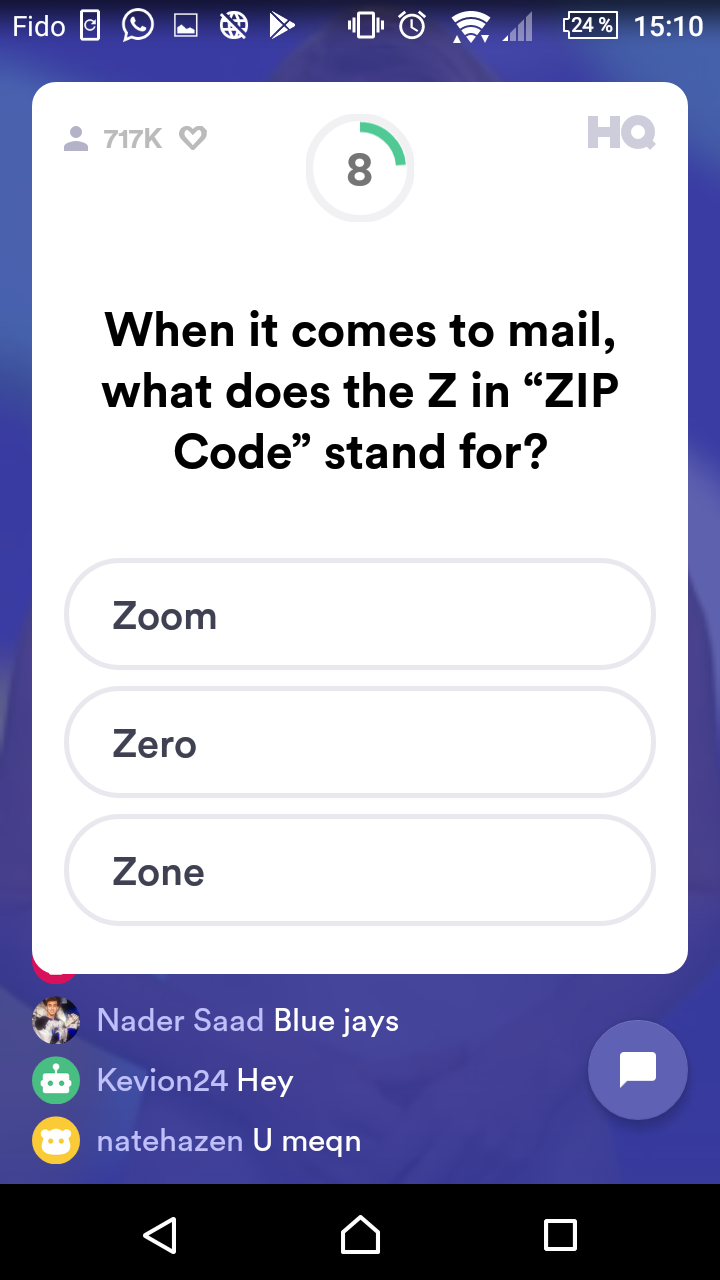 Fido 24 % 15:10
717K 8 HQ
When it comes to mail,
what does the Z in “ZIP
Code” stand for?
Zoom
Zero
Zone
Nader Saad Blue jays
Kevion24 Hey
natehazen U meqn